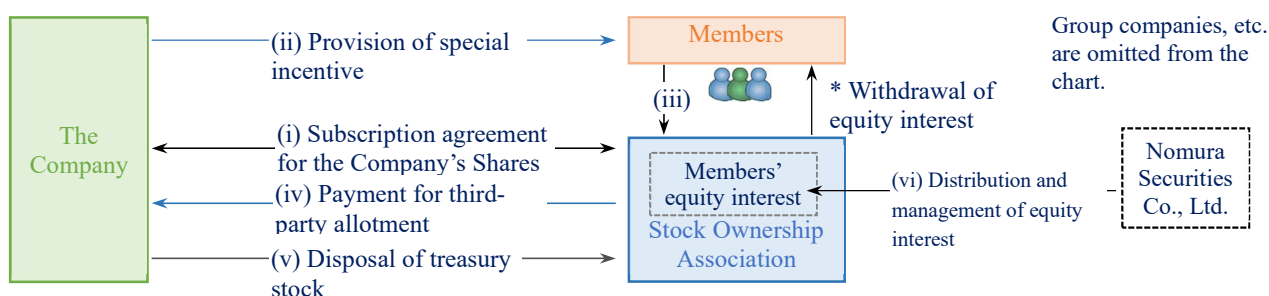 The
Company
(ii) Provision of special
incentive
(i) Subscription agreement
for the Company’s Shares
(iv) Payment for third-
party allotment
(v) Disposal of treasury
stock
Members
(iii)
* Withdrawal of
equity interest
Members’
equity interest
Stock Ownership
Association
(vi) Distribution and
management of equity
interest
Group companies, etc.
are omitted from the
chart.
Nomura
Securities
Co., Ltd.